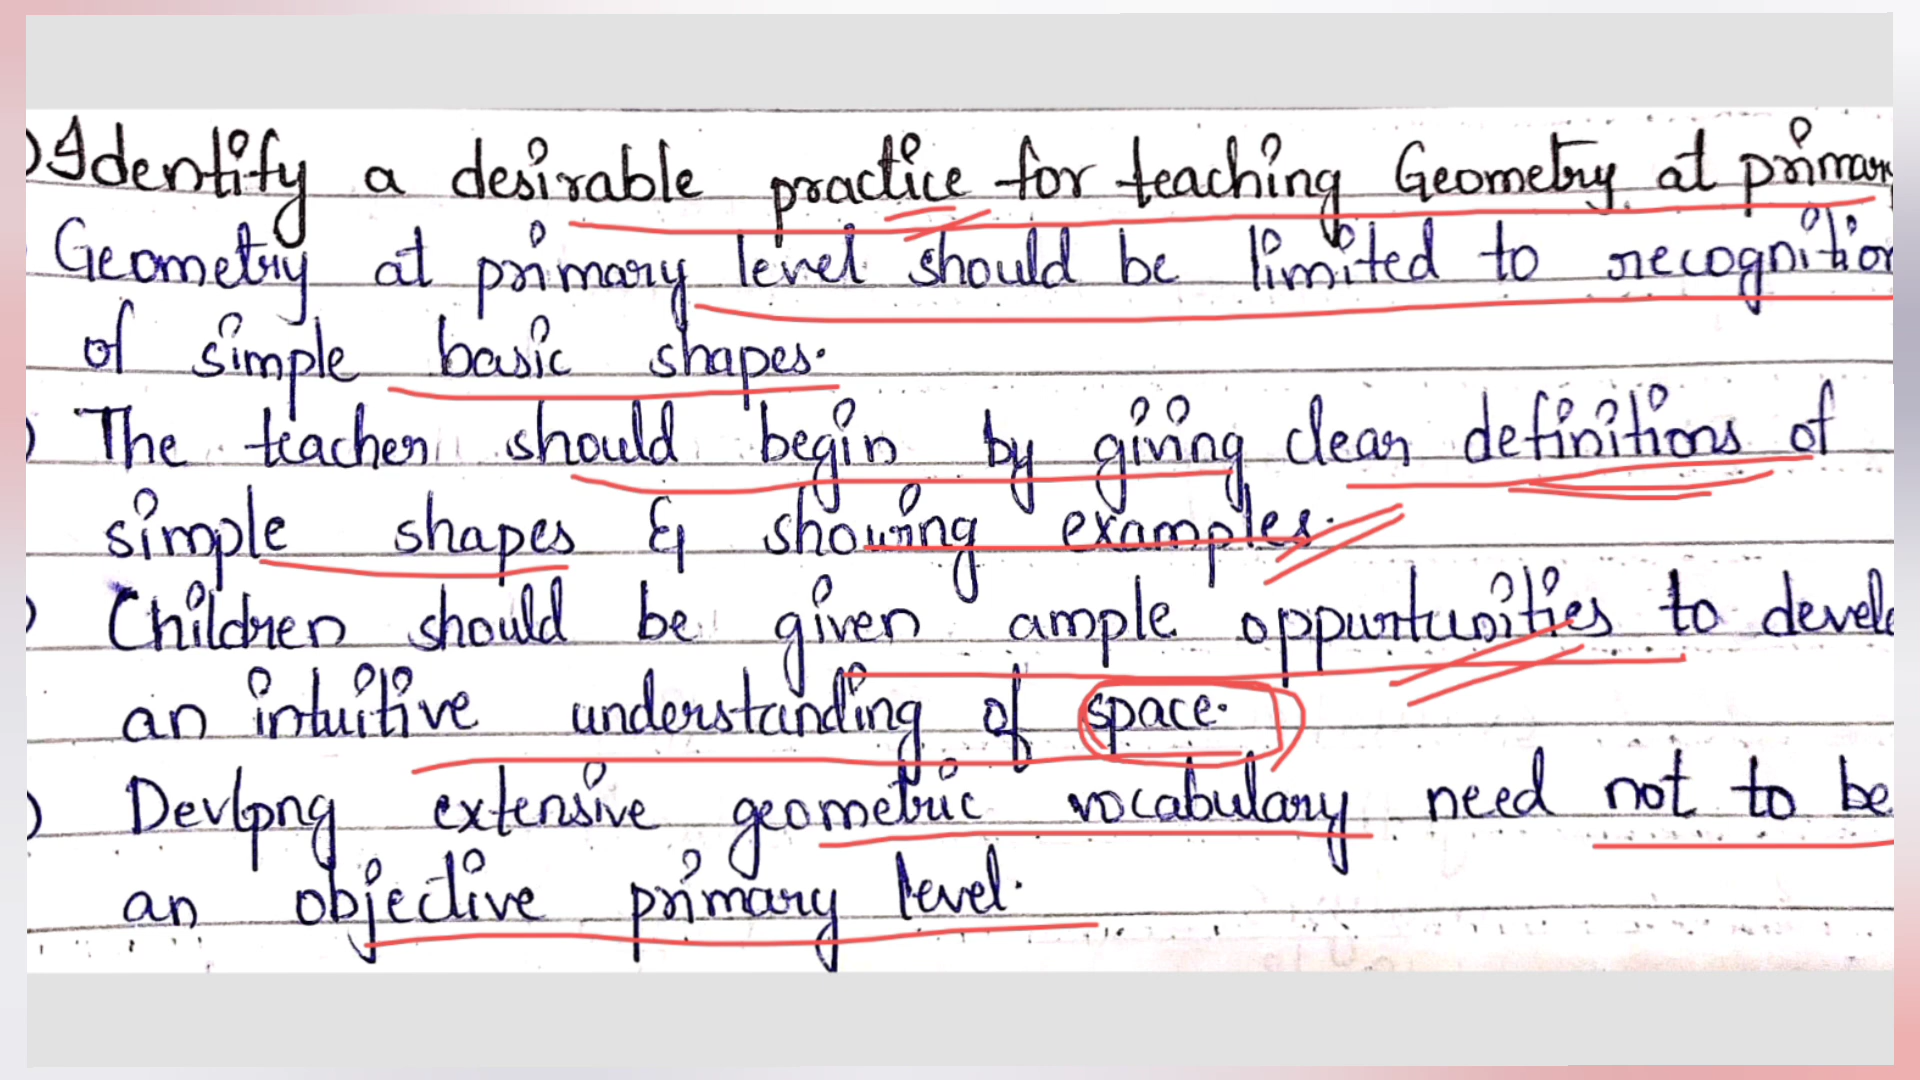 )Identify a desirable practice for teaching Geometry at primary
Geometry at primary level should be limited to recognition
of simple basic shapes.
) The teacher should begin by giving clear definitions of
simple shapes & showing examples.
) Children should be given ample oppurtunities to develo
an intuitive understanding of space.
) Devlpng extensive geometric vocabulary need not to be
an objective primary level.